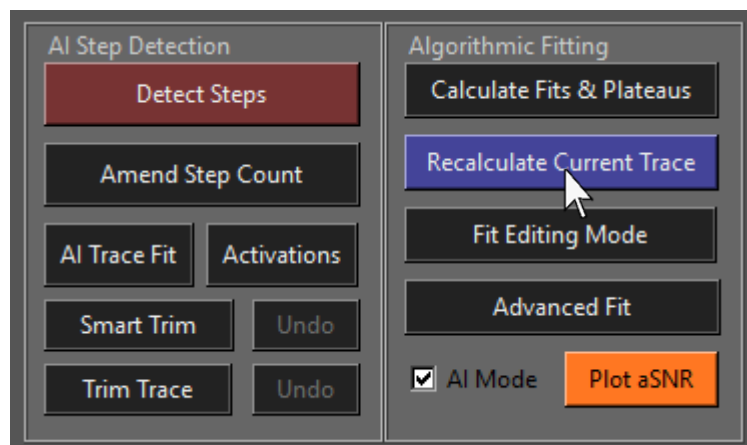 AI Step Detection
Detect Steps
Amend Step Count
AI Trace Fit
Activations
Smart Trim
Undo
Trim Trace
Undo
Algorithmic Fitting
Calculate Fits & Plateaus
Recalculate Current Trace
Fit Editing Mode
Advanced Fit
AI Mode
Plot aSNR